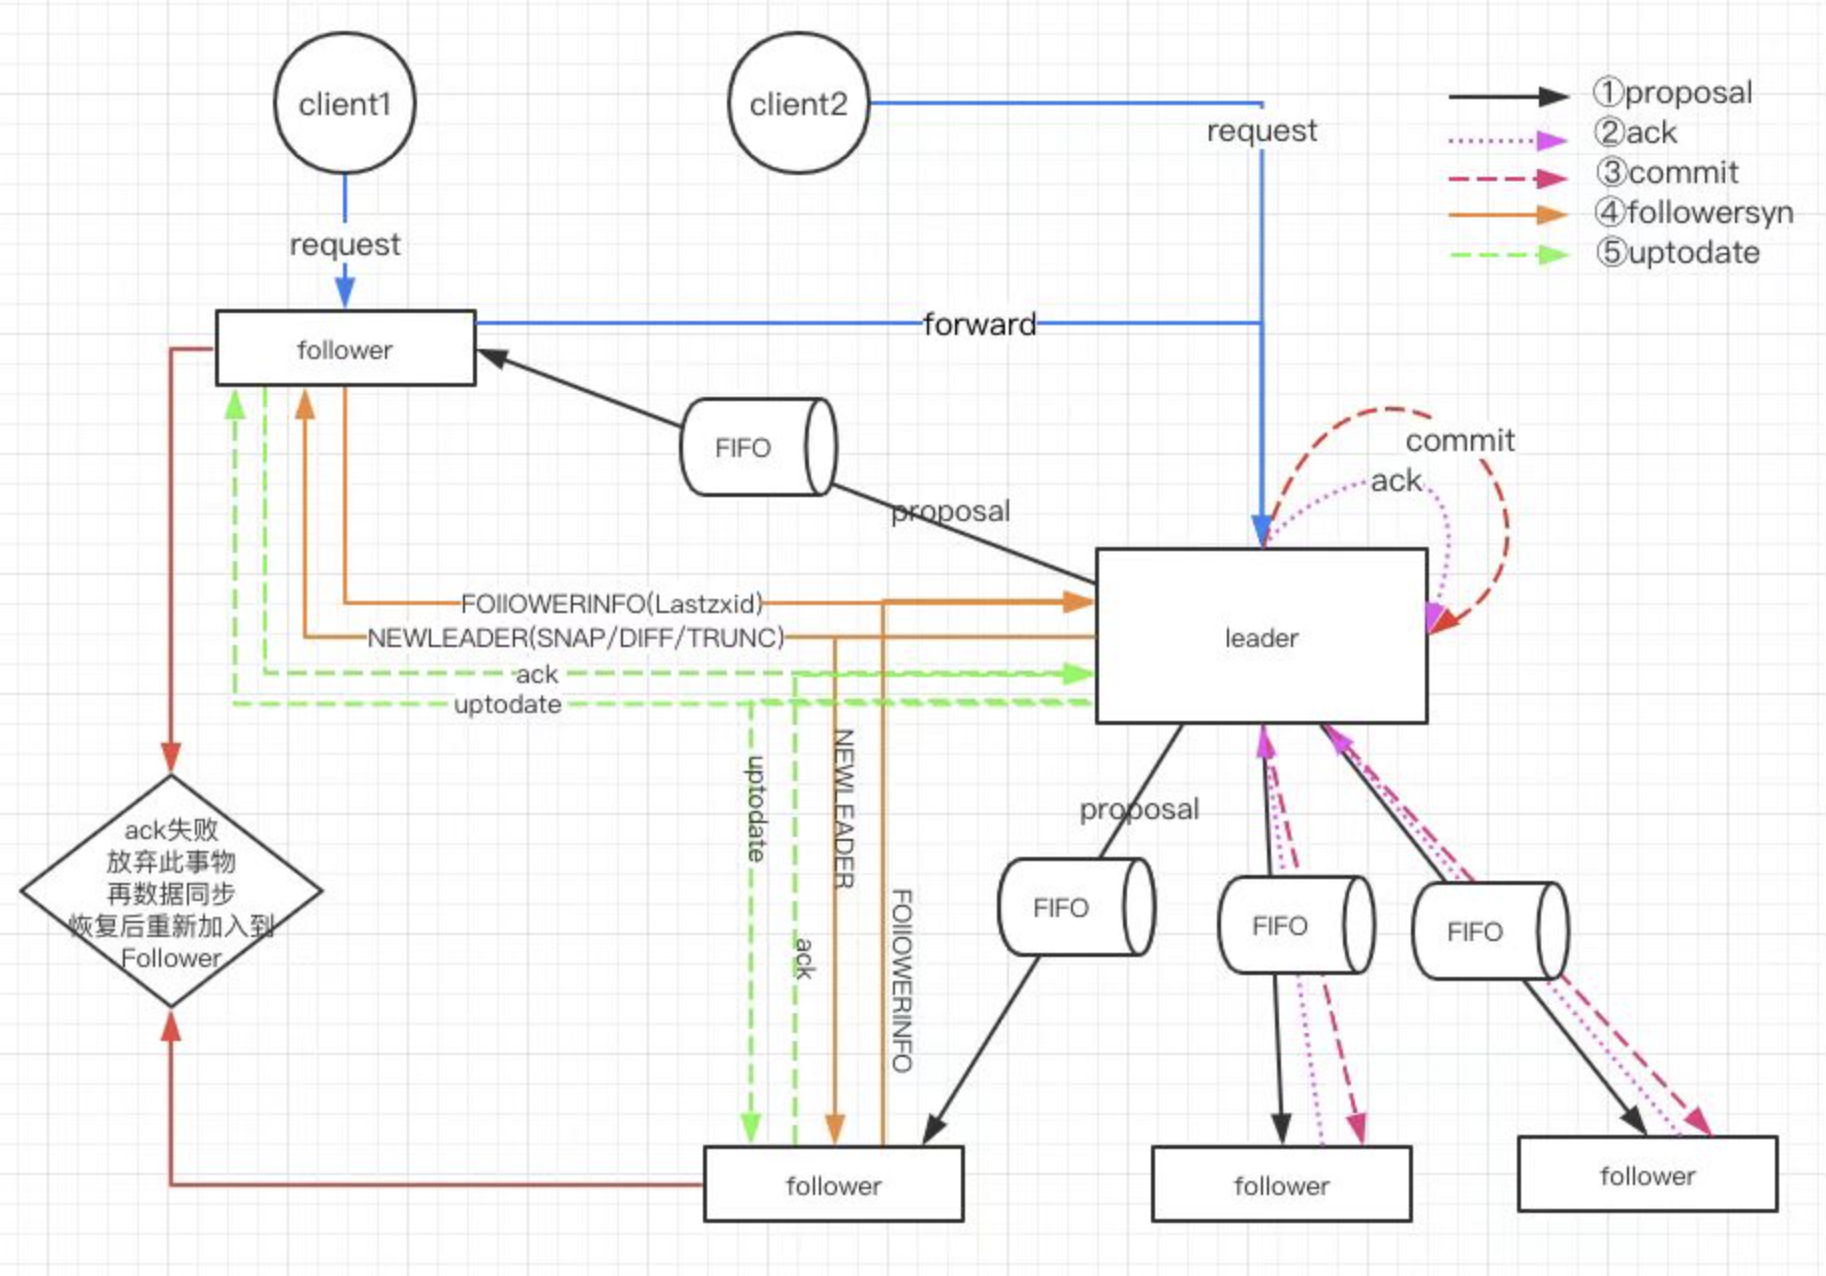 client1
client2
request
①proposal
②ack
③commit
④followersyn
⑤uptodate
request
follower
forward
FIFO
proposal
commit
ack
FOIIOWERINFO(Lastzxid)
NEWLEADER(SNAP/DIFF/TRUNC)
leader
ack
uptodate
uptodate
NEWLEADER
ack
FOIIOWERINFO
proposal
ack失败
放弃此事物
再数据同步
恢复后重新加入到
Follower
FIFO
FIFO
FIFO
follower
follower
follower